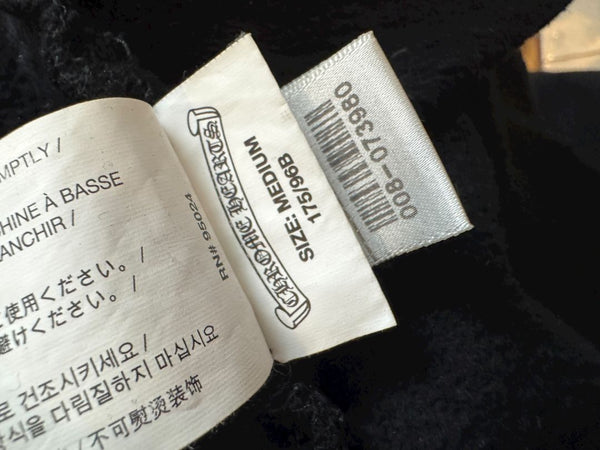 MPTLY /
HINE À BASSE
ANCHIR /
使用ください。/
避けください。/
로 건조시키세요 /
식을 다림질하지 마십시오
/ 不可熨烫装饰
RN# 95024
CHROME HEARTS
SIZE: MEDIUM
175/96B
008-073980